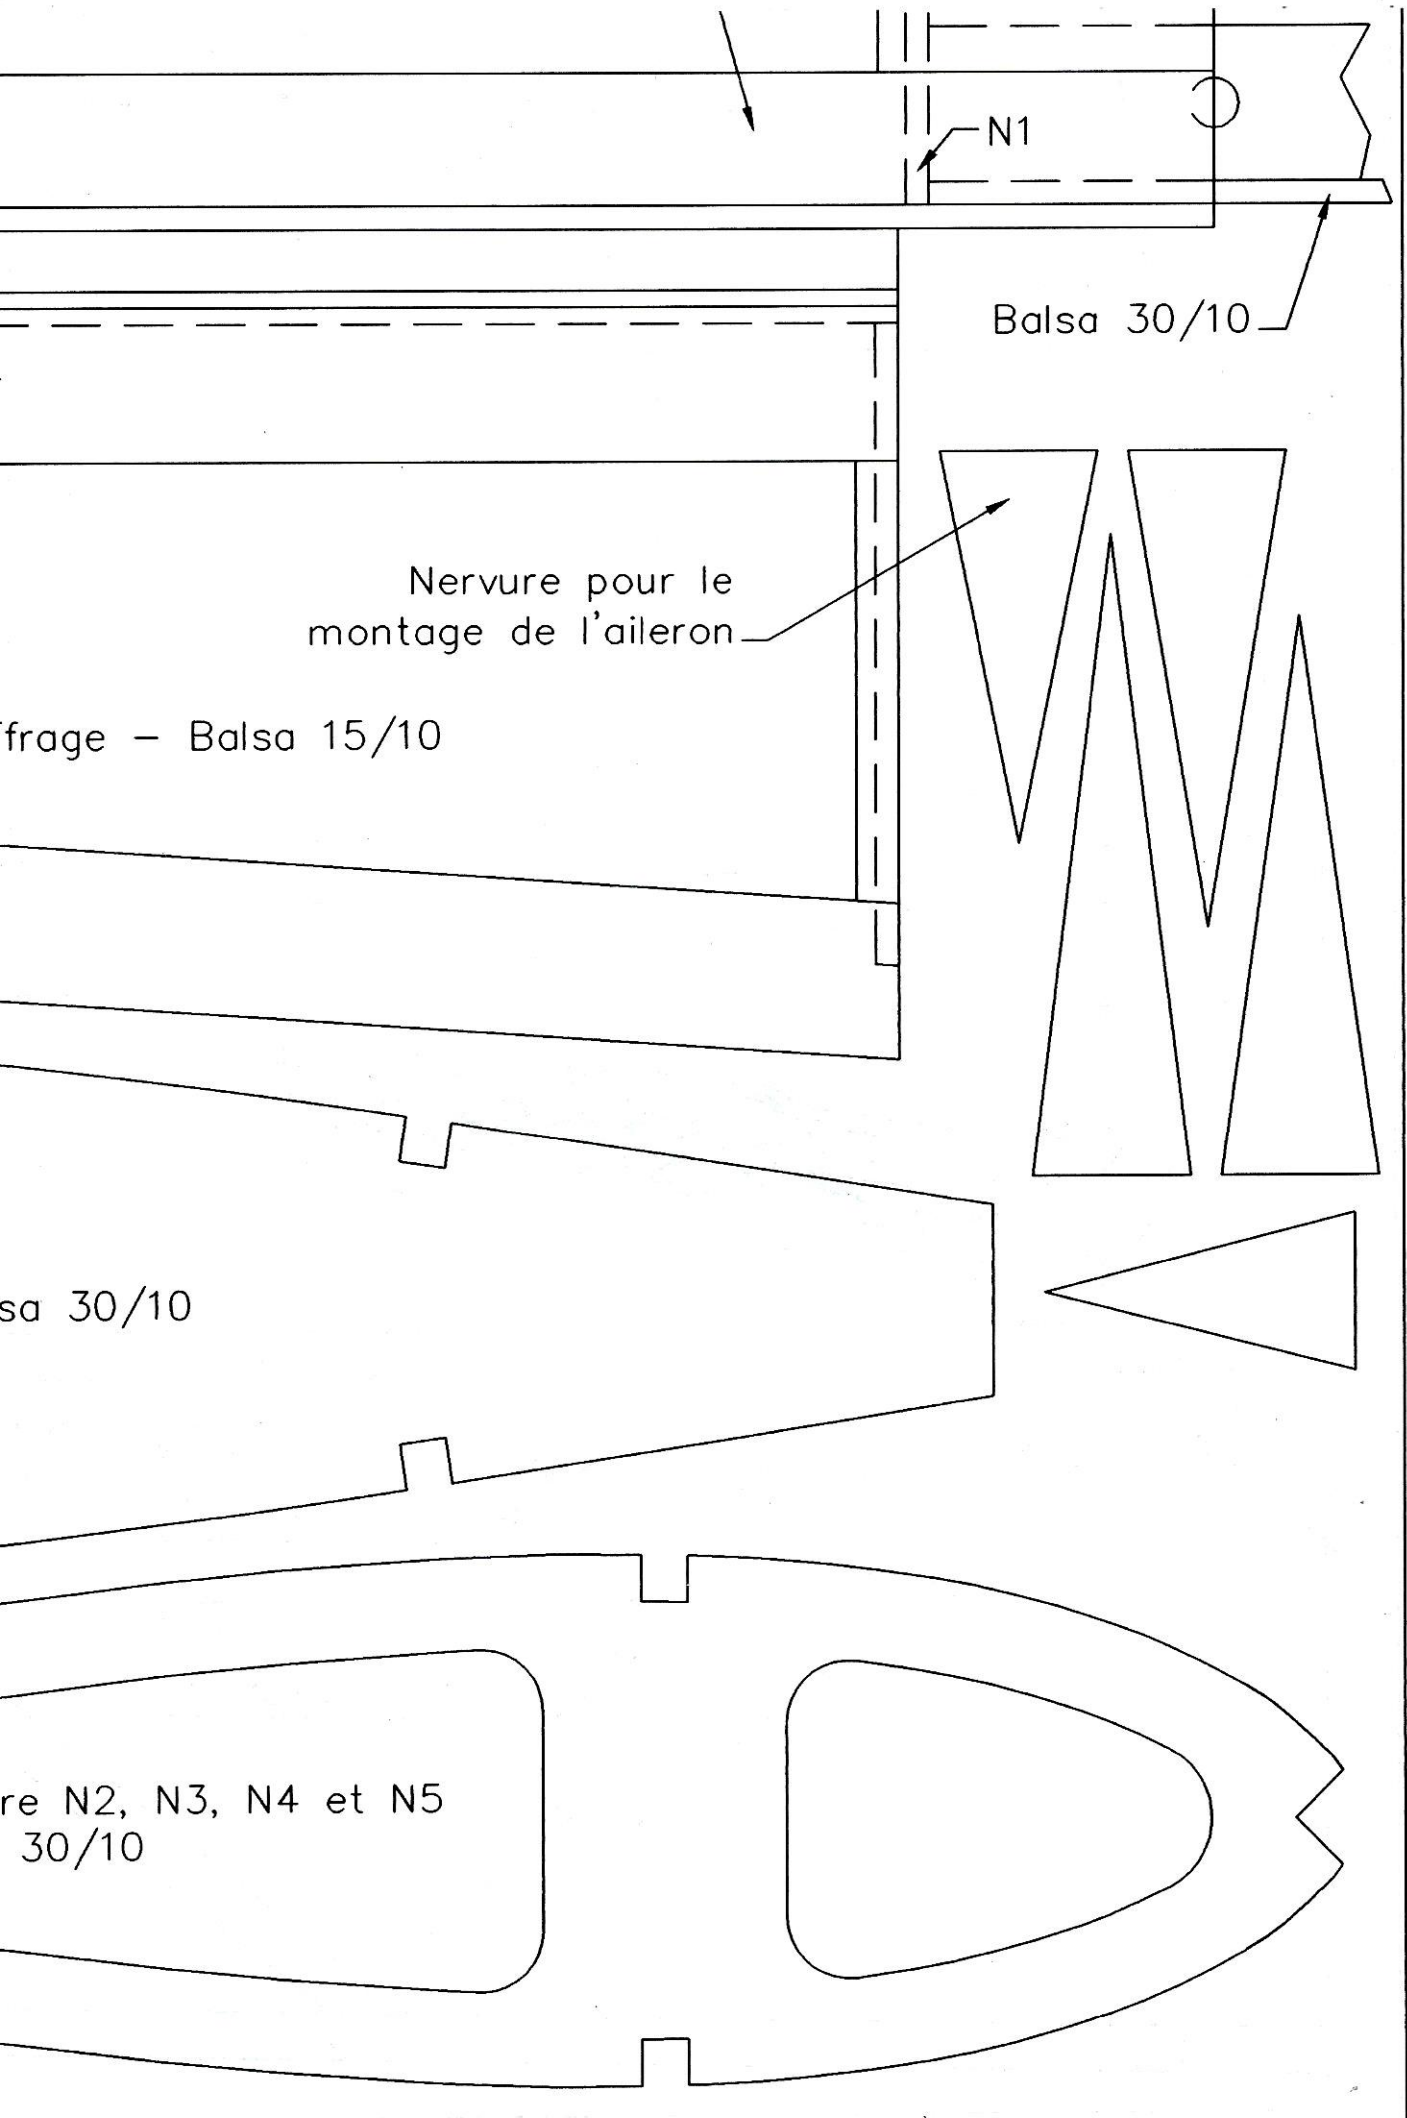 N1
Balsa 30/10
Nervure pour le
montage de l'aileron
ffrage – Balsa 15/10
sa 30/10
re N2, N3, N4 et N5
30/10